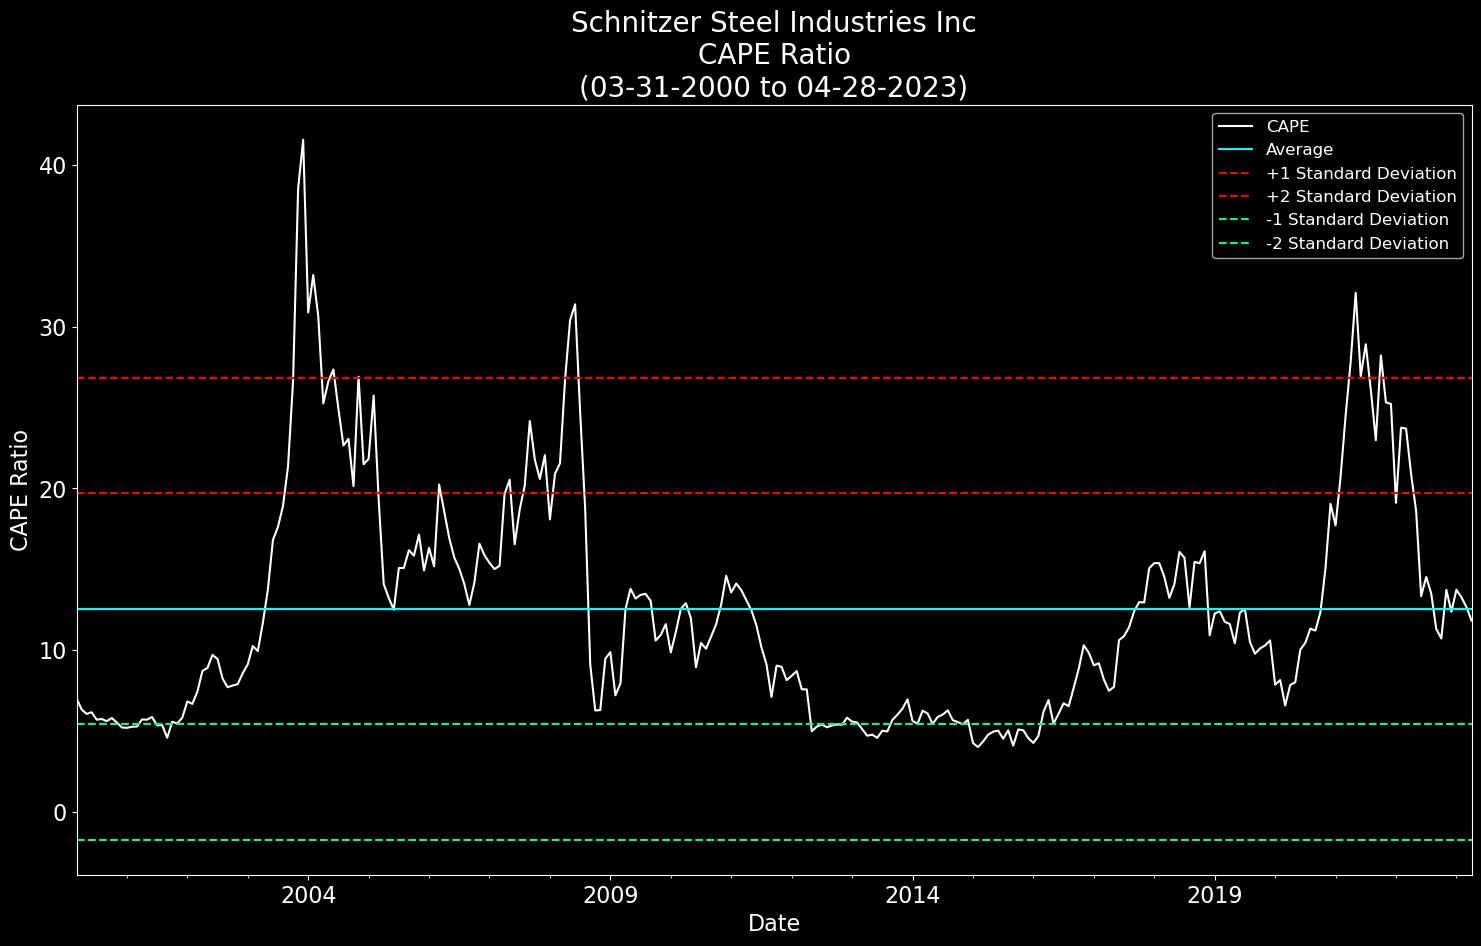 Schnitzer Steel Industries Inc
CAPE Ratio
(03-31-2000 to 04-28-2023)
CAPE
Average
+1 Standard Deviation
+2 Standard Deviation
-1 Standard Deviation
-2 Standard Deviation
CAPE Ratio
40
30
20
10
0
2004
2009
2014
2019
Date